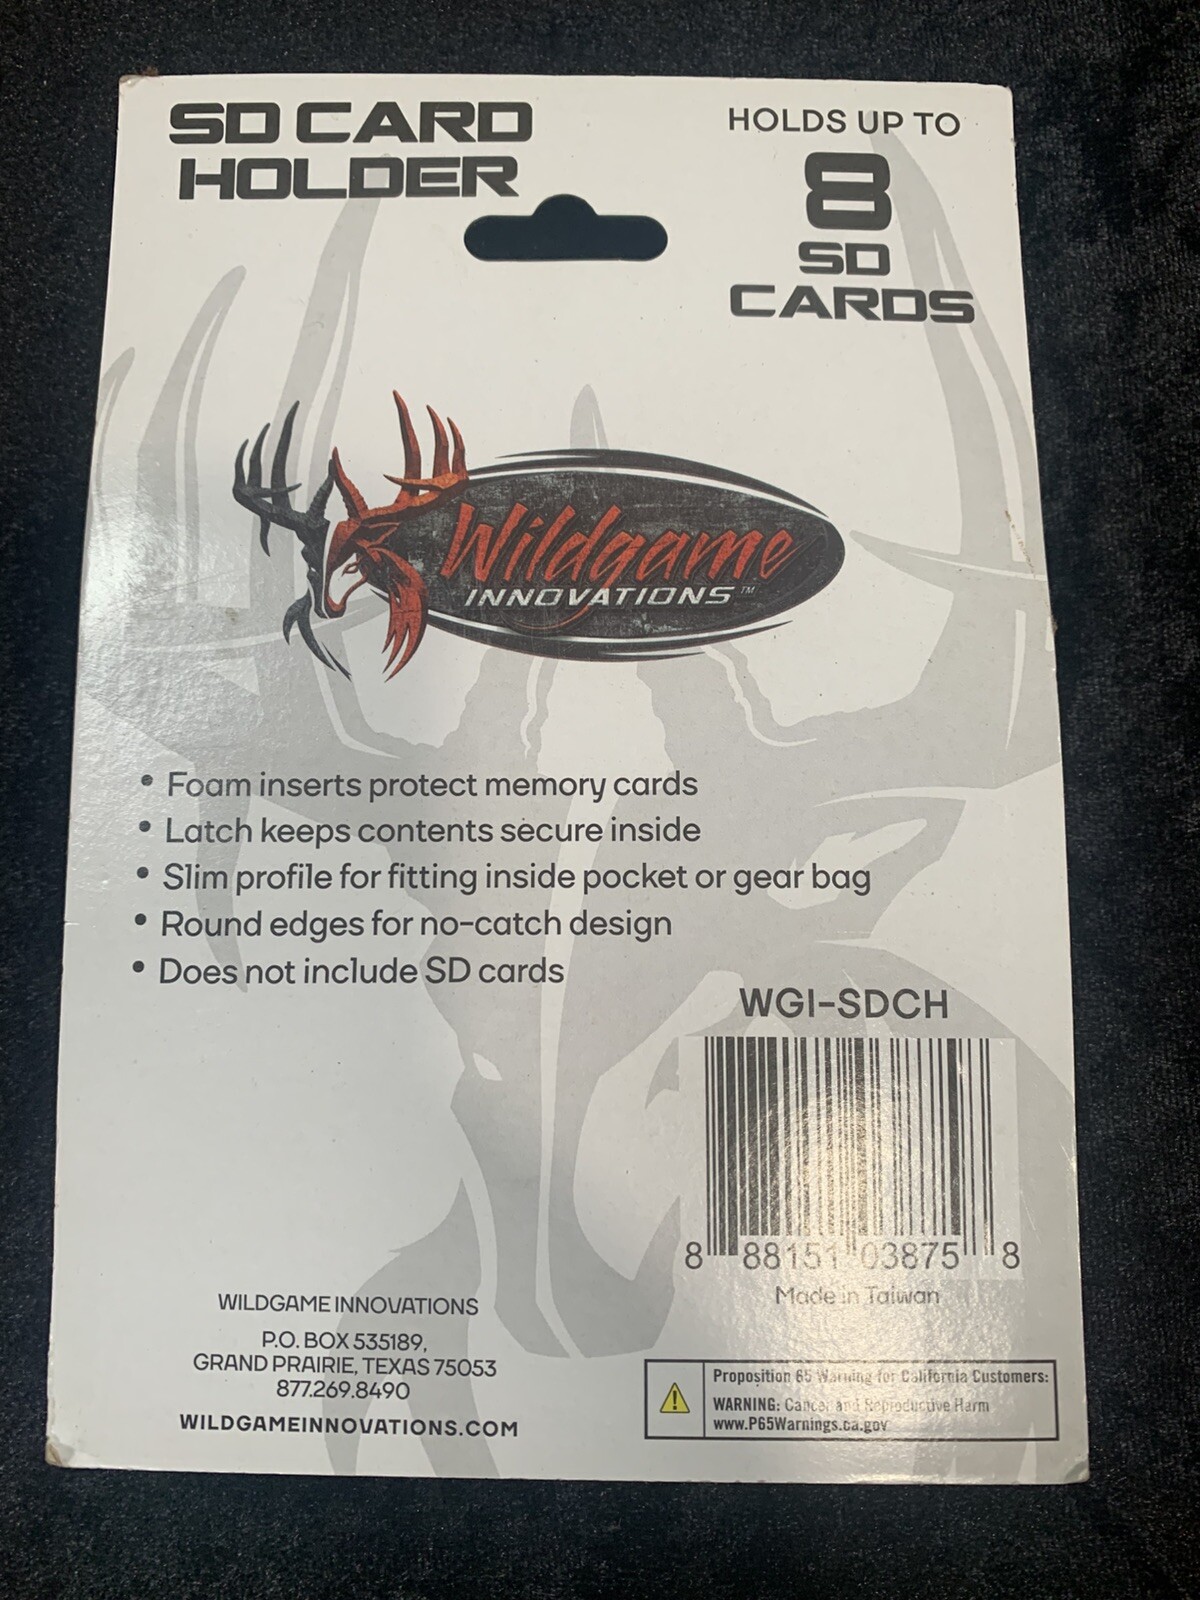 SD CARD
HOLDER
HOLDS UP TO
8
SD
CARDS
Wildgame
INNOVATIONS™
• Foam inserts protect memory cards
• Latch keeps contents secure inside
• Slim profile for fitting inside pocket or gear bag
• Round edges for no-catch design
• Does not include SD cards
WGI-SDCH
8 88151 03875 8
Made in Taiwan
WILDGAME INNOVATIONS
P.O. BOX 535189,
GRAND PRAIRIE, TEXAS 75053
877.269.8490
WILDGAMEINNOVATIONS.COM
Proposition 65 Warning for California Customers:
WARNING: Cancer and Reproductive Harm
www.P65Warnings.ca.gov